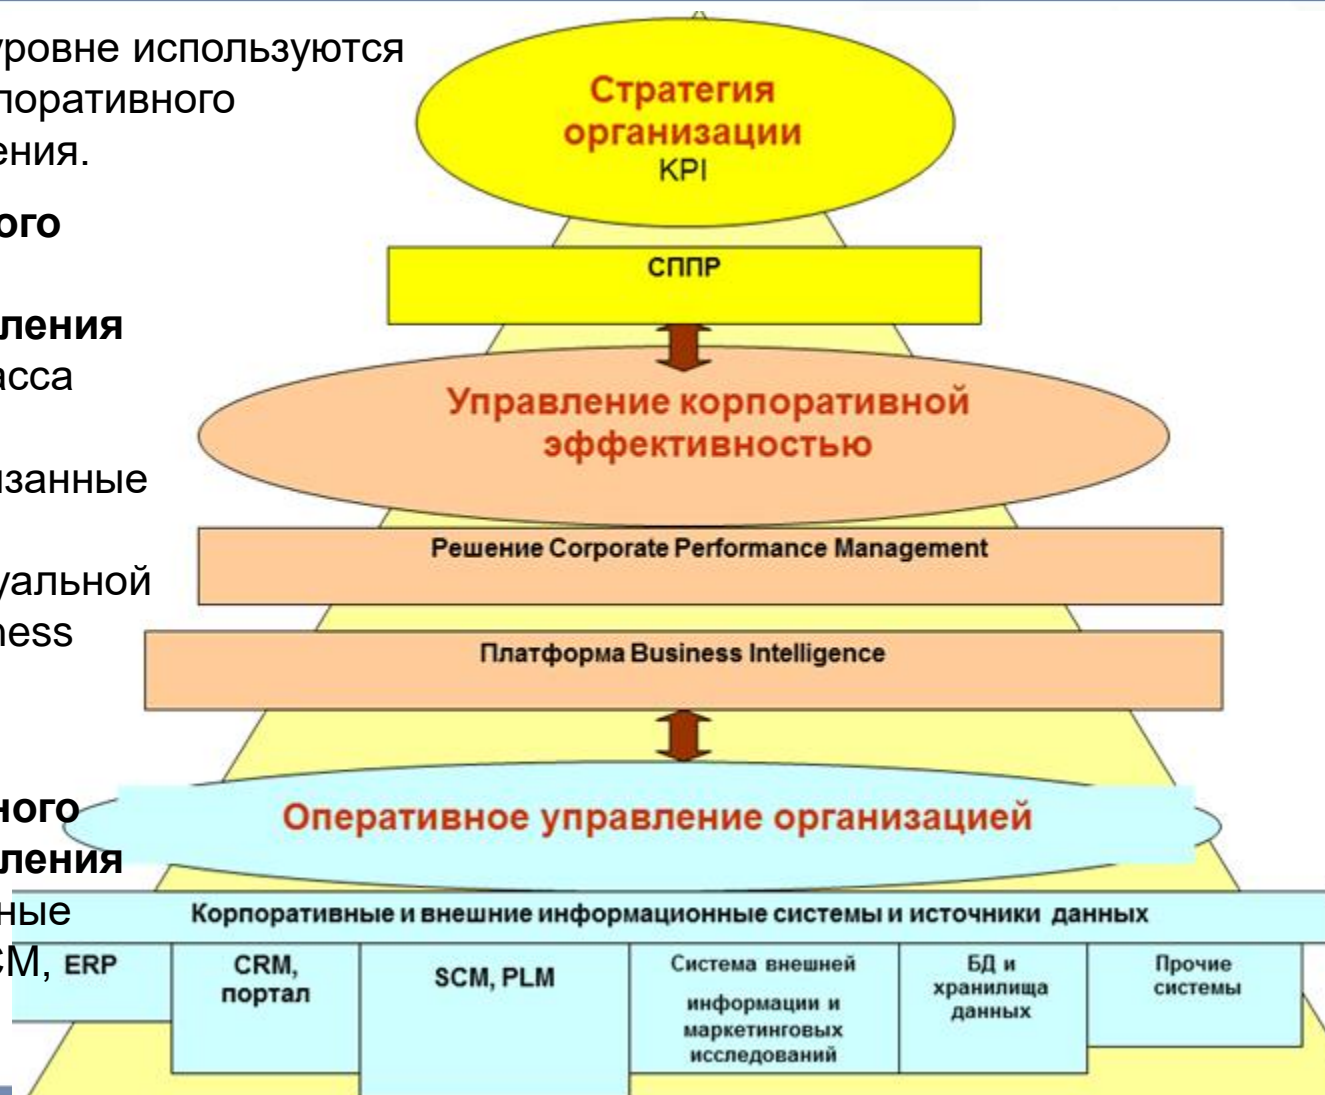 уровне используются
поративного
ения.
ого
ления
асса
язанные
уальной
ness
ного
ления
ные
СМ,
Стратегия
организации
KPI
СППР
Управление корпоративной
эффективностью
Решение Corporate Performance Management
Платформа Business Intelligence
Оперативное управление организацией
Корпоративные и внешние информационные системы и источники данных
ERP
CRM,
портал
SCM, PLM
Система внешней
информации и
маркетинговых
исследований
БД и
хранилища
данных
Прочие
системы